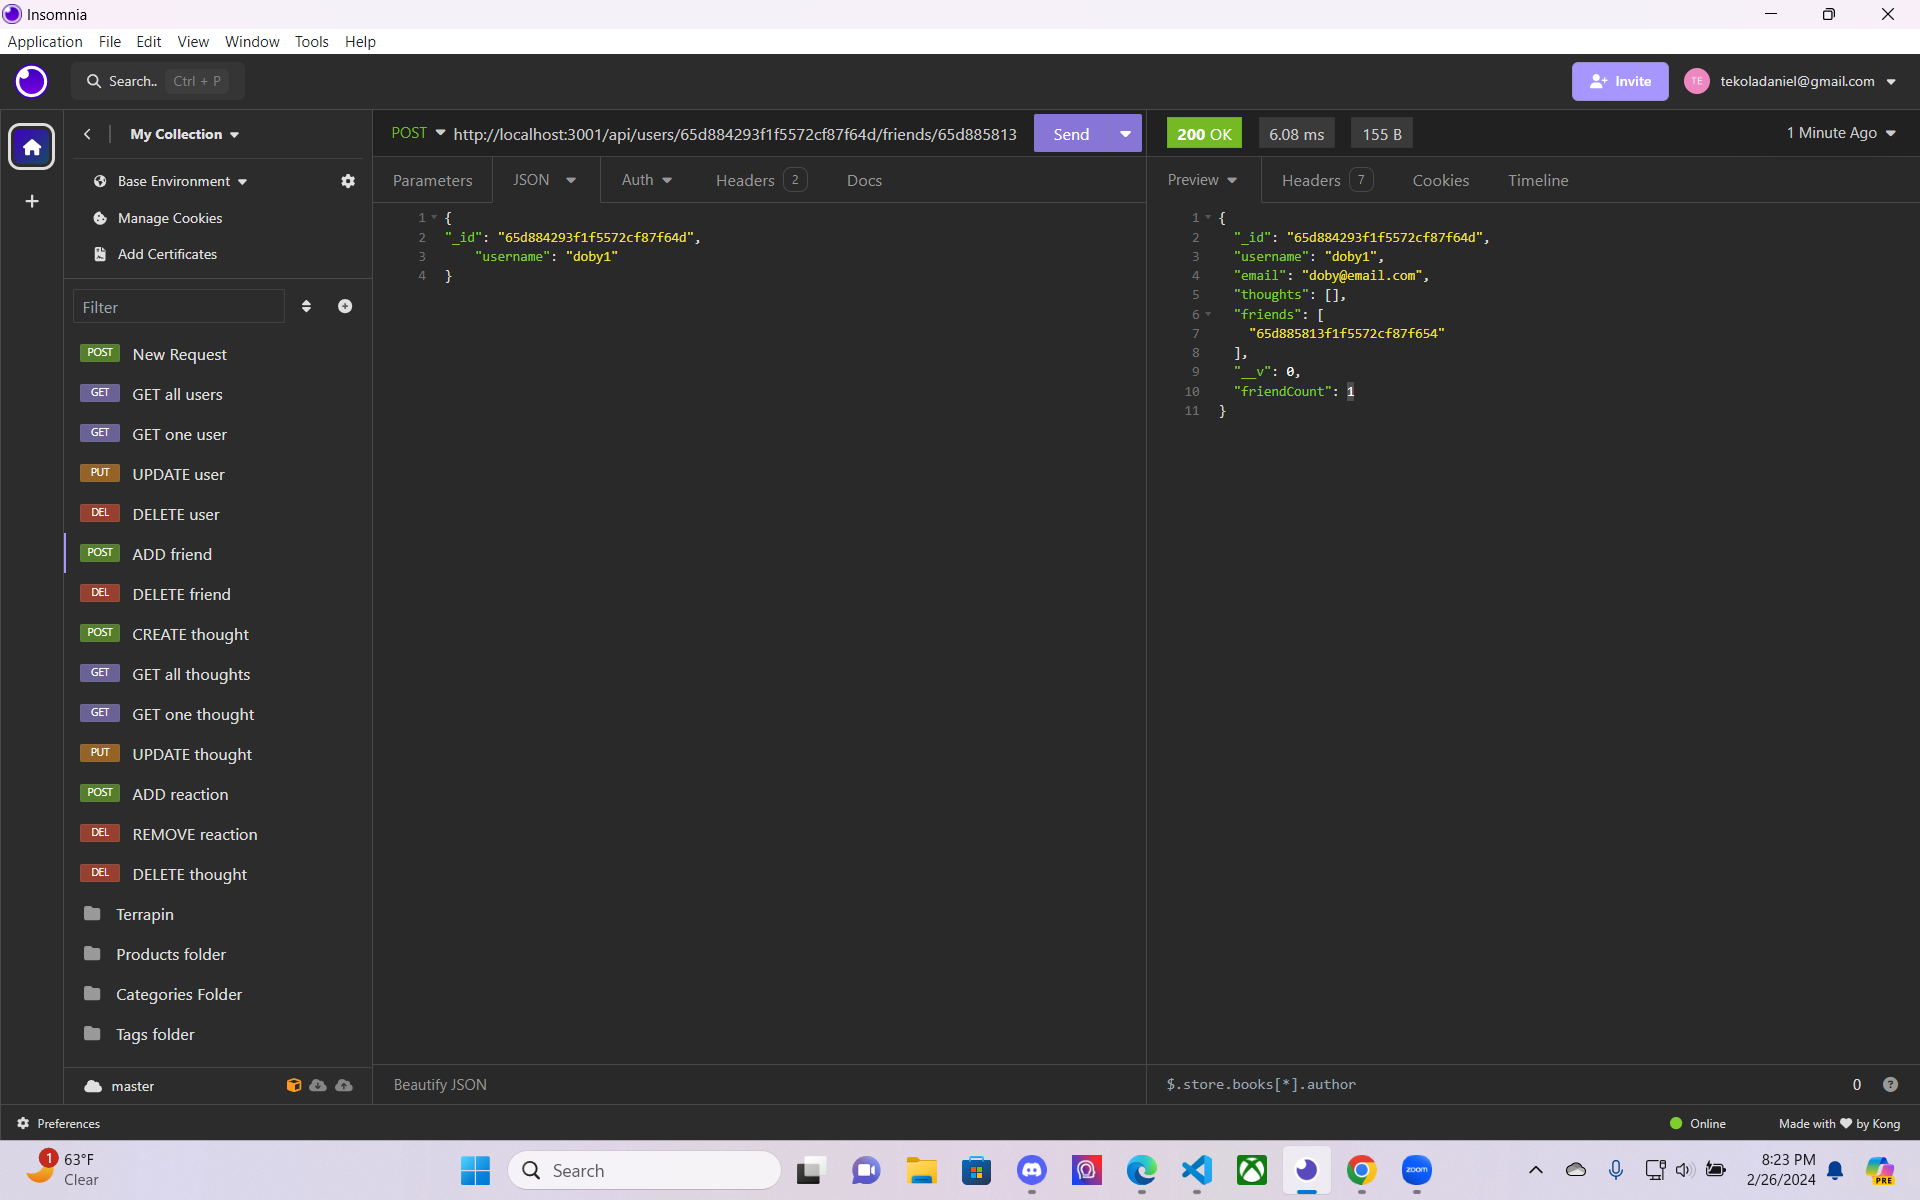 Insomnia
Application File Edit View Window Tools Help
Search.. Ctrl + P
Invite
TE
tekoladaniel@gmail.com
My Collection
Base Environment
Manage Cookies
Add Certificates
Filter
POST New Request
GET GET all users
GET GET one user
PUT UPDATE user
DEL DELETE user
POST ADD friend
DEL DELETE friend
POST CREATE thought
GET GET all thoughts
GET GET one thought
PUT UPDATE thought
POST ADD reaction
DEL REMOVE reaction
DEL DELETE thought
Terrapin
Products folder
Categories Folder
Tags folder
master
POST http://localhost:3001/api/users/65d884293f1f5572cf87f64d/friends/65d885813
Send
Parameters JSON Auth Headers 2 Docs
1 {
2 "_id": "65d884293f1f5572cf87f64d",
3 "username": "doby1"
4 }
Beautify JSON
200 OK 6.08 ms 155 B 1 Minute Ago
Preview Headers 7 Cookies Timeline
1 {
2 "_id": "65d884293f1f5572cf87f64d",
3 "username": "doby1",
4 "email": "doby@email.com",
5 "thoughts": [],
6 "friends": [
7 "65d885813f1f5572cf87f654"
8 ],
9 "__v": 0,
10 "friendCount": 1
11 }
$.store.books[*].author 0 ?
Preferences
Online
Made with ❤ by Kong
1
63°F
Clear
Search
zoom
8:23 PM
2/26/2024
PRE